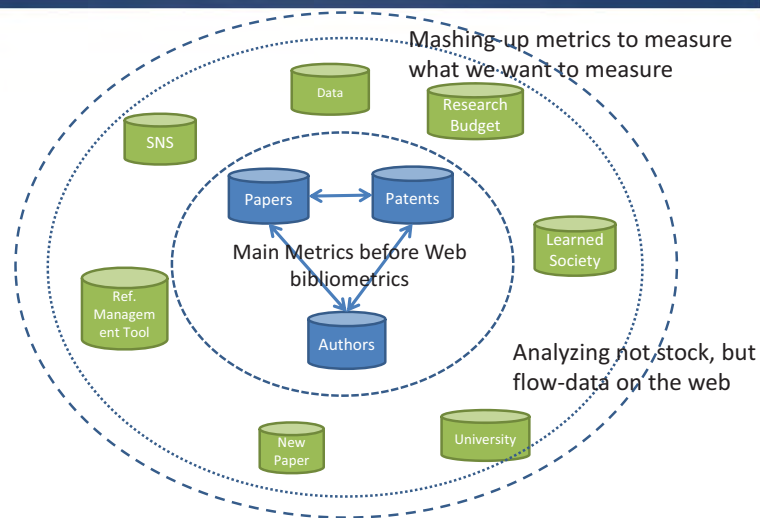 Mashing-up metrics to measure
what we want to measure
Data
Research
Budget
SNS
Papers
Patents
Learned
Society
Main Metrics before Web
bibliometrics
Ref.
Managem
ent Tool
Authors
Analyzing not stock, but
flow-data on the web
New
Paper
University